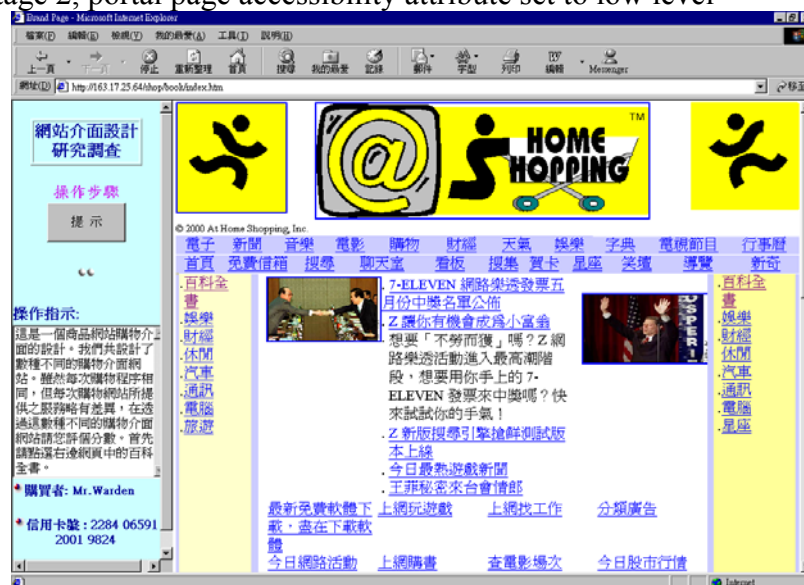 tage 2, portal page accessibility attribute set to low level
Brand Page - Microsoft Internet Explorer
檔案(F) 編輯(E) 檢視(V) 我的最愛(A) 工具(T) 說明(H)
上一頁 下一頁 停止 重新整理 首頁 搜尋 我的最愛 記錄 郵件 字型 列印 編輯 Messenger
網址(D) http://163.17.25.64/shop/book/index.htm 移至
網站介面設計
研究調查
操作步驟
提 示
“
操作指示:
這是一個商品網站購物介
面的設計。我們共設計了
數種不同的購物介面網
站。雖然每次購物程序相
同，但每次購物網站所提
供之服務略有差異，在透
過這數種不同的購物介面
網站請您評個分數。首先
請點選右邊網頁中的百科
全書。
購買者: Mr.Warden
信用卡號 : 2284 06591
2001 9824
@ HOME
SHOPPING
TM
© 2000 At Home Shopping, Inc.
電子 新聞 音樂 電影 購物 財經 天氣 娛樂 字典 電視節目 行事曆
首頁 免費信箱 搜尋 聊天室 看板 搜集 賀卡 星座 笑壇 導覽 新奇
.百科全
書
.娛樂
.財經
.休閒
.汽車
.通訊
.電腦
.旅遊
. 7-ELEVEN 網路樂透發票五
月份中獎名單公佈
. Z 讓你有機會成爲小富翁
想要「不勞而獲」嗎？Z 網
路樂透活動進入最高潮階
段，想要用你手上的 7-
ELEVEN 發票來中獎嗎？快
來試試你的手氣！
. Z 新版搜尋引擎搶鮮測試版
本上線
. 今日最熱遊戲新聞
. 王菲秘密來台會情郎
SPER!
.百科全
書
.娛樂
.財經
.休閒
.汽車
.通訊
.電腦
.星座
最新免費軟體下 上網玩遊戲 上網找工作 分類廣告
載，盡在下載軟
體
今日網路活動 上網購書 查電影場次 今日股市行情
Internet